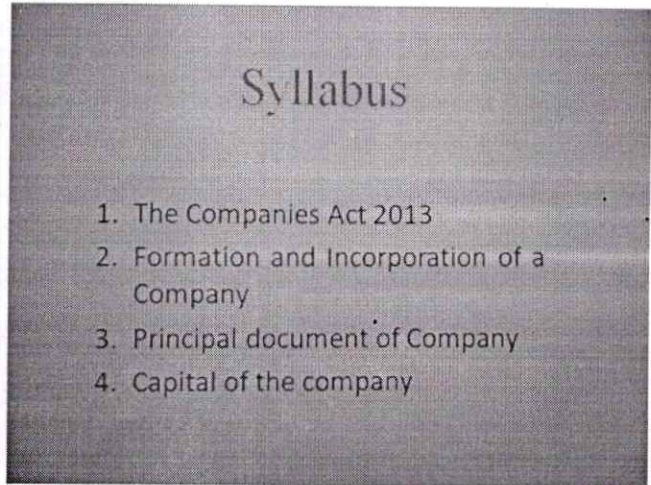 Syllabus
1. The Companies Act 2013
2. Formation and Incorporation of a
Company
3. Principal document of Company
4. Capital of the company